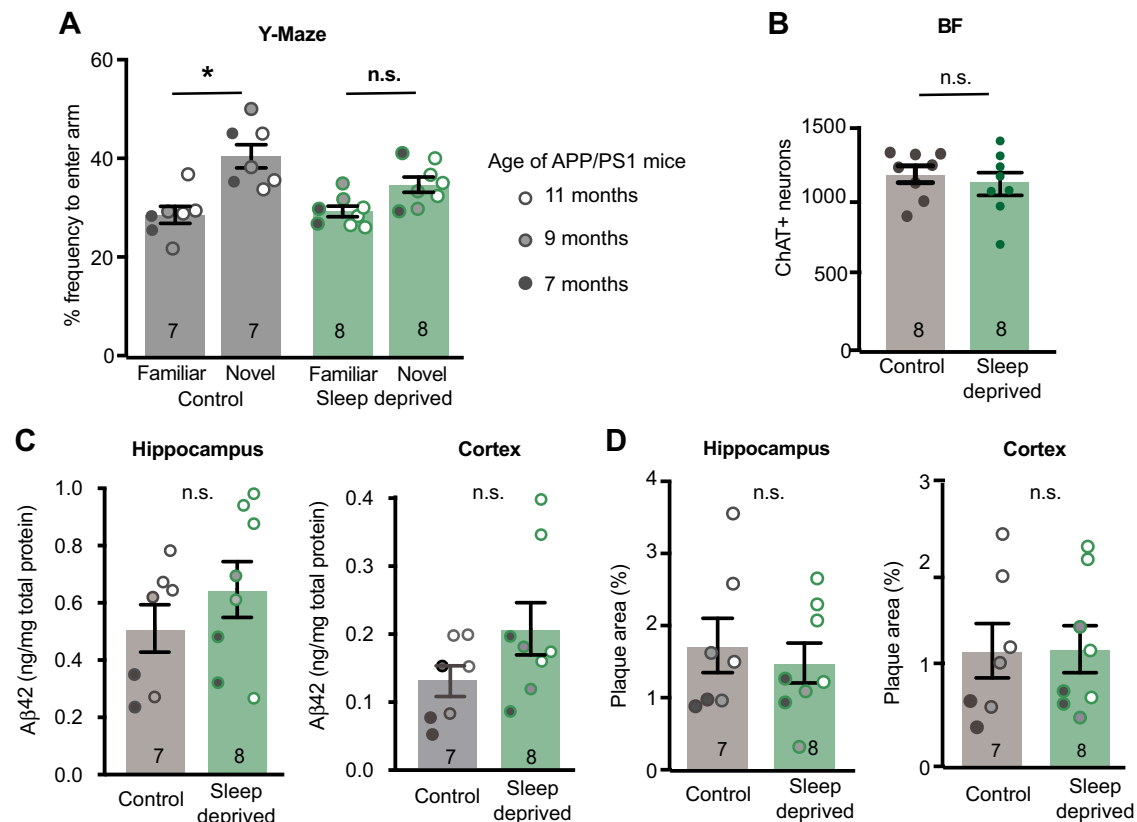 A
Y-Maze
% frequency to enter arm
60
40
20
0
*
n.s.
7
7
8
8
Familiar Novel Familiar Novel
Control Sleep deprived
Age of APP/PS1 mice
11 months
9 months
7 months
B
BF
n.s.
ChAT+ neurons
1500
1000
500
0
8
8
Control Sleep
deprived
C
Hippocampus
n.s.
Aβ42 (ng/mg total protein)
1.0
0.8
0.6
0.4
0.2
0.0
7
8
Control Sleep
deprived
Cortex
n.s.
Aβ42 (ng/mg total protein)
0.4
0.3
0.2
0.1
0.0
7
8
Control Sleep
deprived
D
Hippocampus
n.s.
Plaque area (%)
4
3
2
1
0
7
8
Control Sleep
deprived
Cortex
n.s.
Plaque area (%)
3
2
1
0
7
8
Control Sleep
deprived